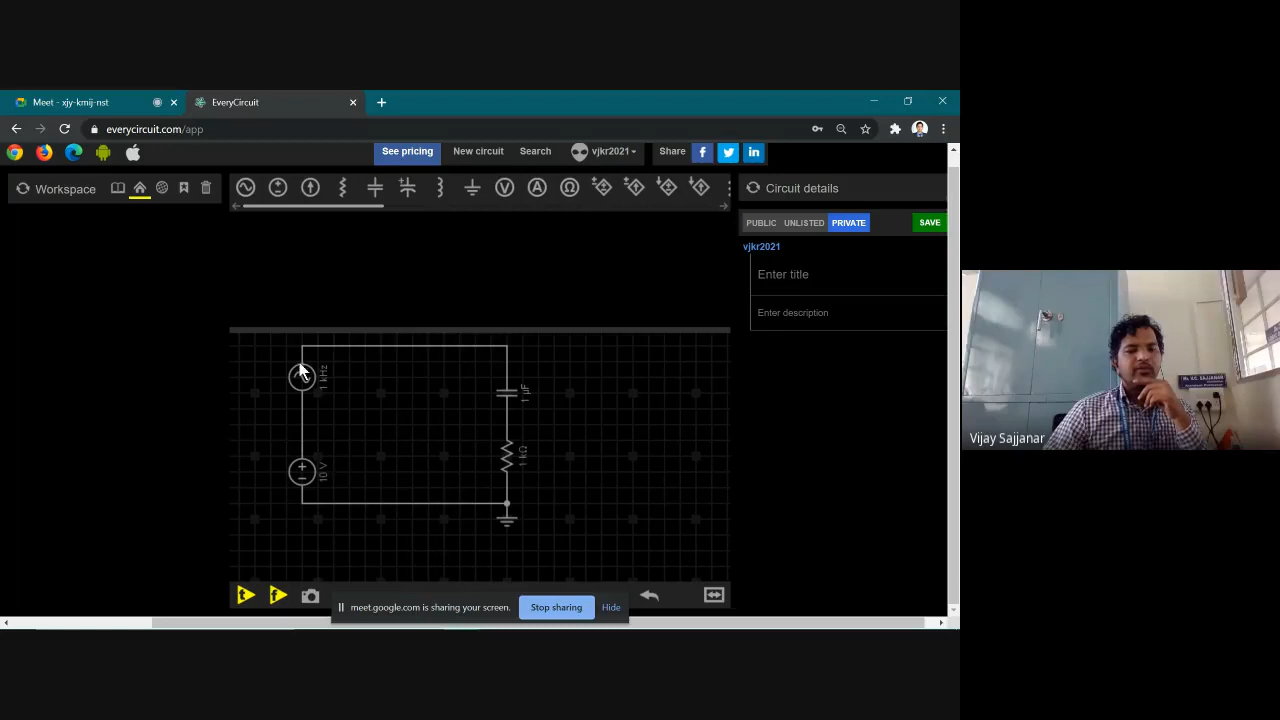 Meet - xjy-kmij-nst
EveryCircuit
everycircuit.com/app
See pricing
New circuit
Search
vjkr2021
Share
Workspace
Circuit details
PUBLIC
UNLISTED
PRIVATE
SAVE
vjkr2021
Enter title
Enter description
1 kHz
1 µF
1 kΩ
10 V
t
f
meet.google.com is sharing your screen.
Stop sharing
Hide
Vijay Sajjanar